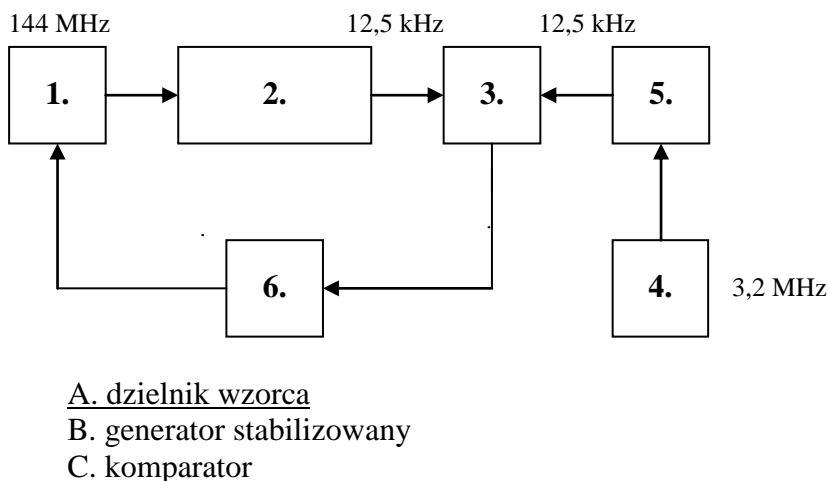 144 MHz 12,5 kHz 12,5 kHz
1. 2. 3. 5.
6. 4. 3,2 MHz
A. dzielnik wzorca
B. generator stabilizowany
C. komparator